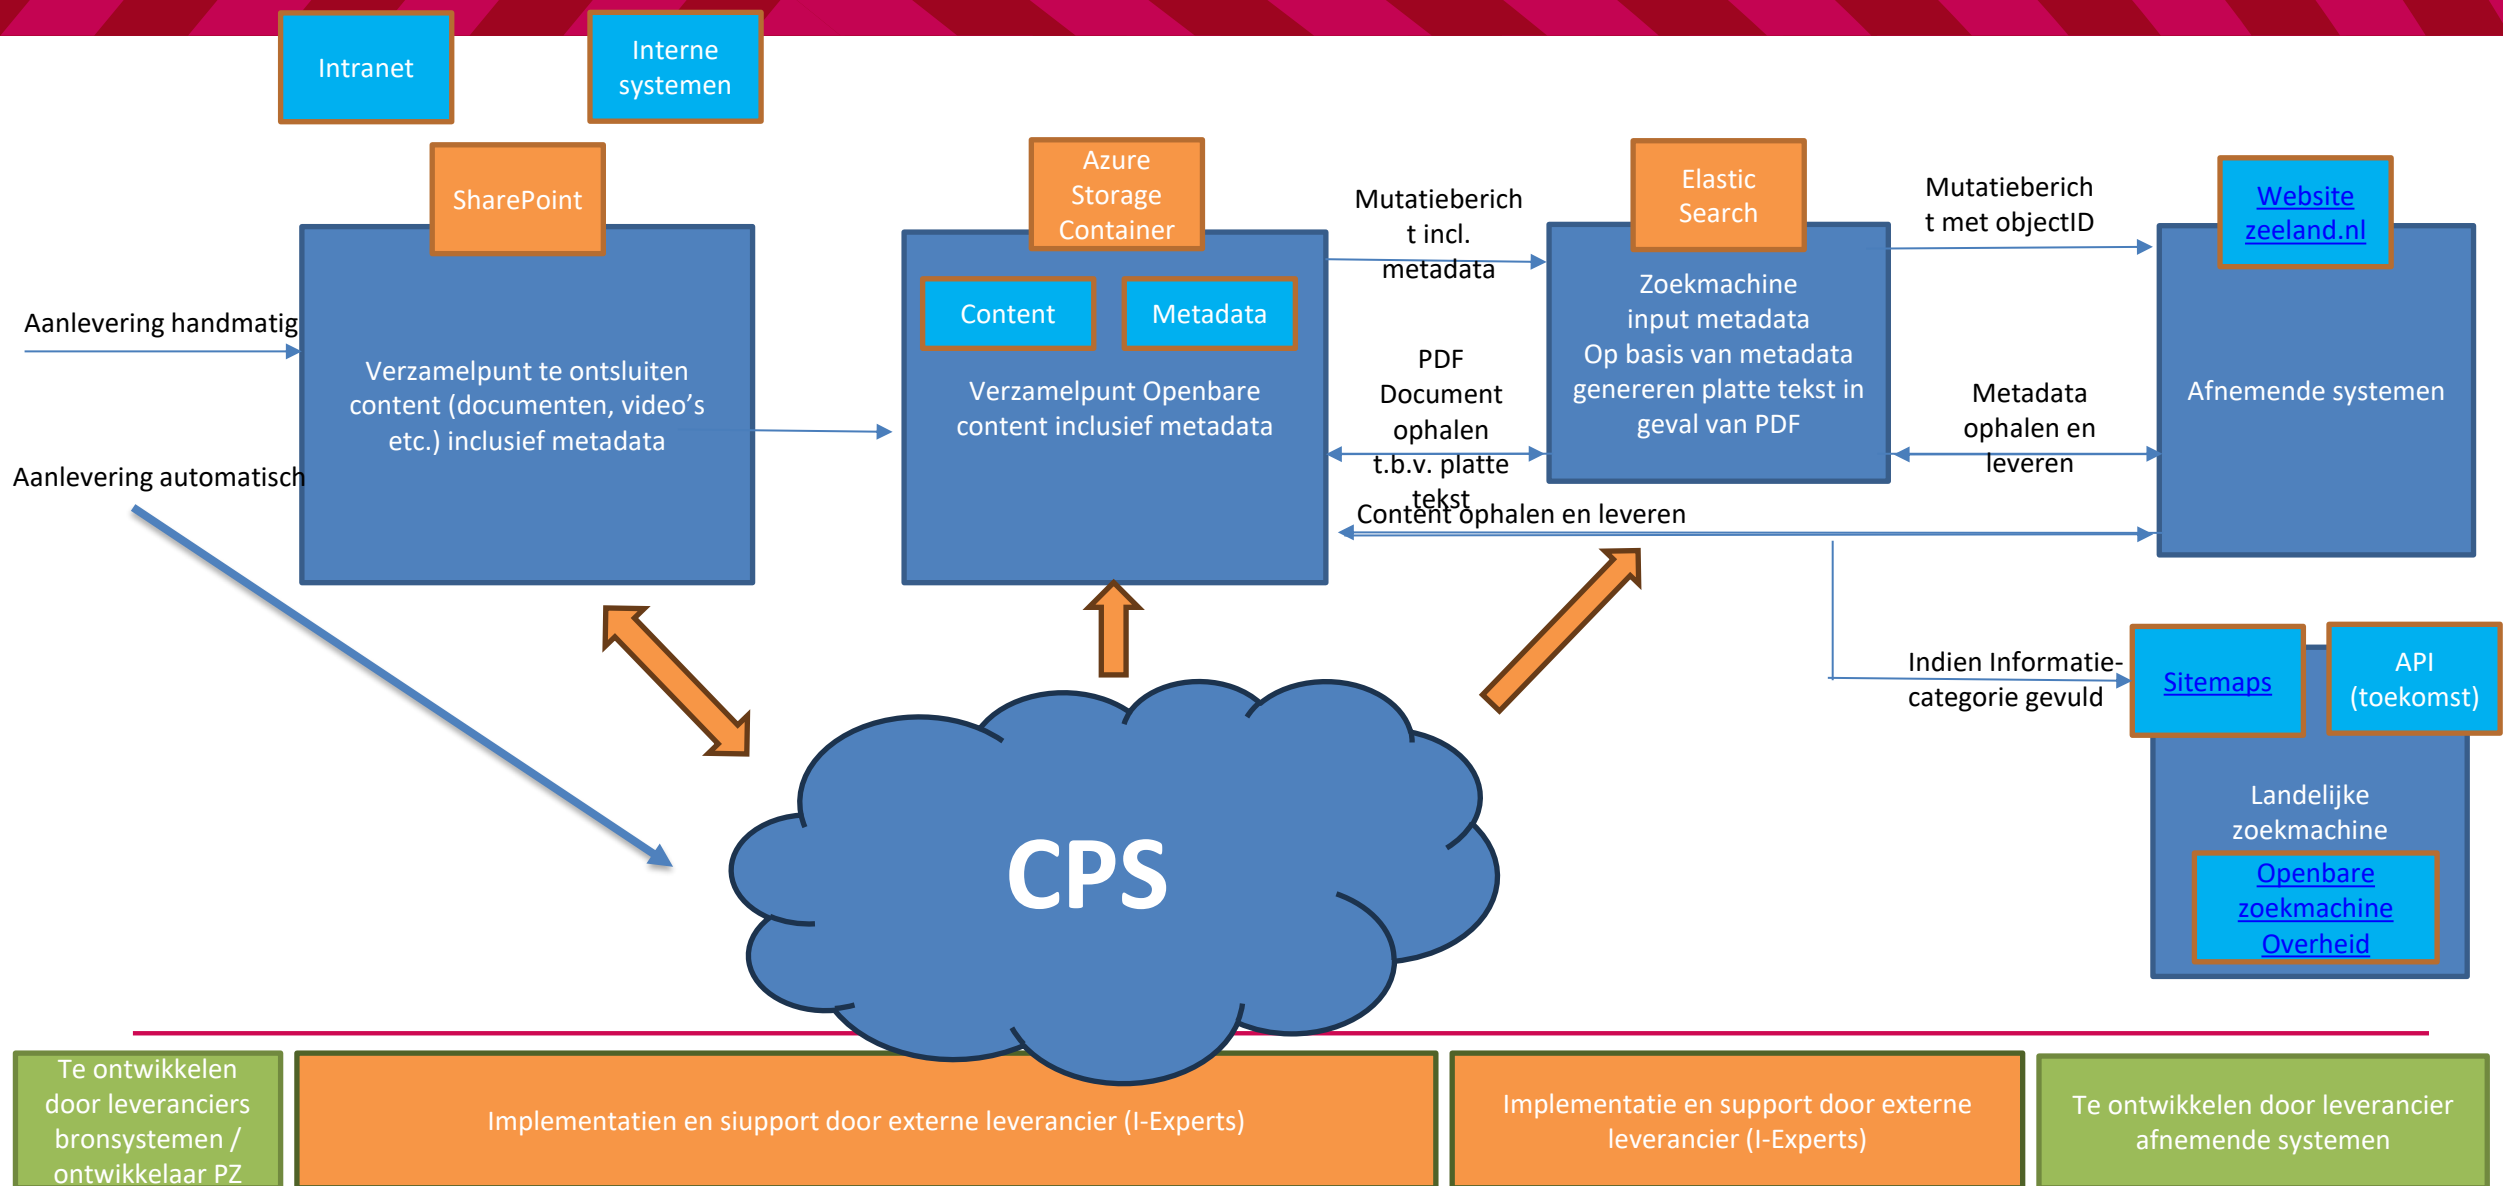 Intranet
Interne
systemen
SharePoint
Azure
Storage
Container
Elastic
Search
Website
zeeland.nl
Mutatieberich
t incl.
metadata
Mutatieberich
t met objectID
Aanlevering handmatig
Aanlevering automatisch
Verzamelpunt te ontsluiten
content (documenten, video's
etc.) inclusief metadata
Content
Metadata
Verzamelpunt Openbare
content inclusief metadata
PDF
Document
ophalen
t.b.v. platte
tekst
Content ophalen en leveren
Zoekmachine
input metadata
Op basis van metadata
genereren platte tekst in
geval van PDF
Metadata
ophalen en
leveren
Afnemende systemen
Indien Informatie-
categorie gevuld
Sitemaps
API
(toekomst)
Landelijke
zoekmachine
Openbare
zoekmachine
Overheid
CPS
Te ontwikkelen
door leveranciers
bronsystemen /
ontwikkelaar PZ
Implementatien en siupport door externe leverancier (I-Experts)
Implementatie en support door externe
leverancier (I-Experts)
Te ontwikkelen door leverancier
afnemende systemen